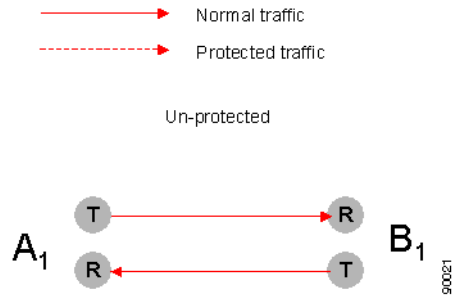 Normal traffic
Protected traffic
Un-protected
T R
A1 B1
R T
90021